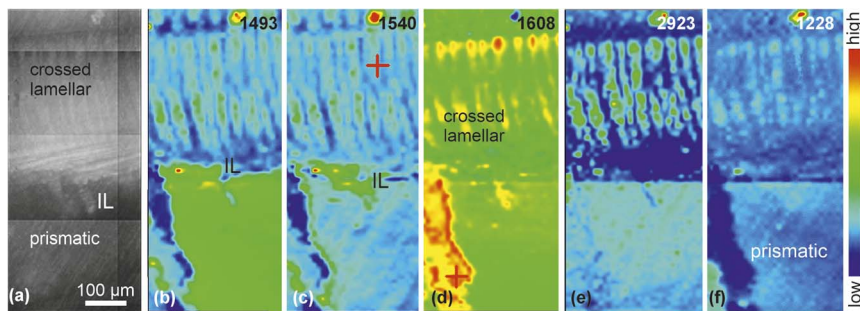 1493
1540
1608
2923
1228
high
crossed
lamellar
crossed
lamellar
IL
IL
IL
prismatic
prismatic
100 µm
(a)
(b)
(c)
(d)
(e)
(f)
low